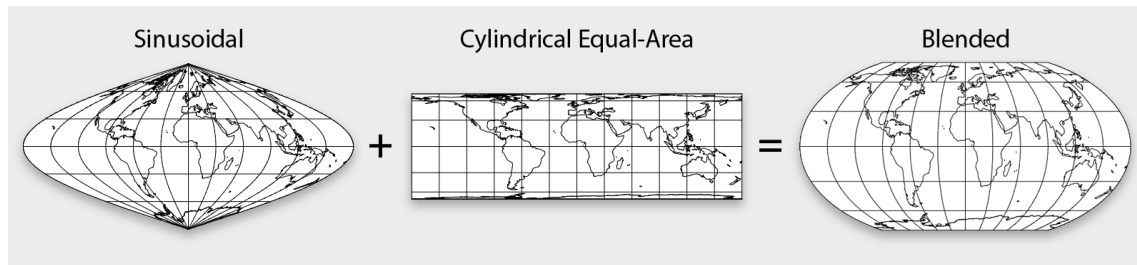 Sinusoidal
Cylindrical Equal-Area
Blended
+
=